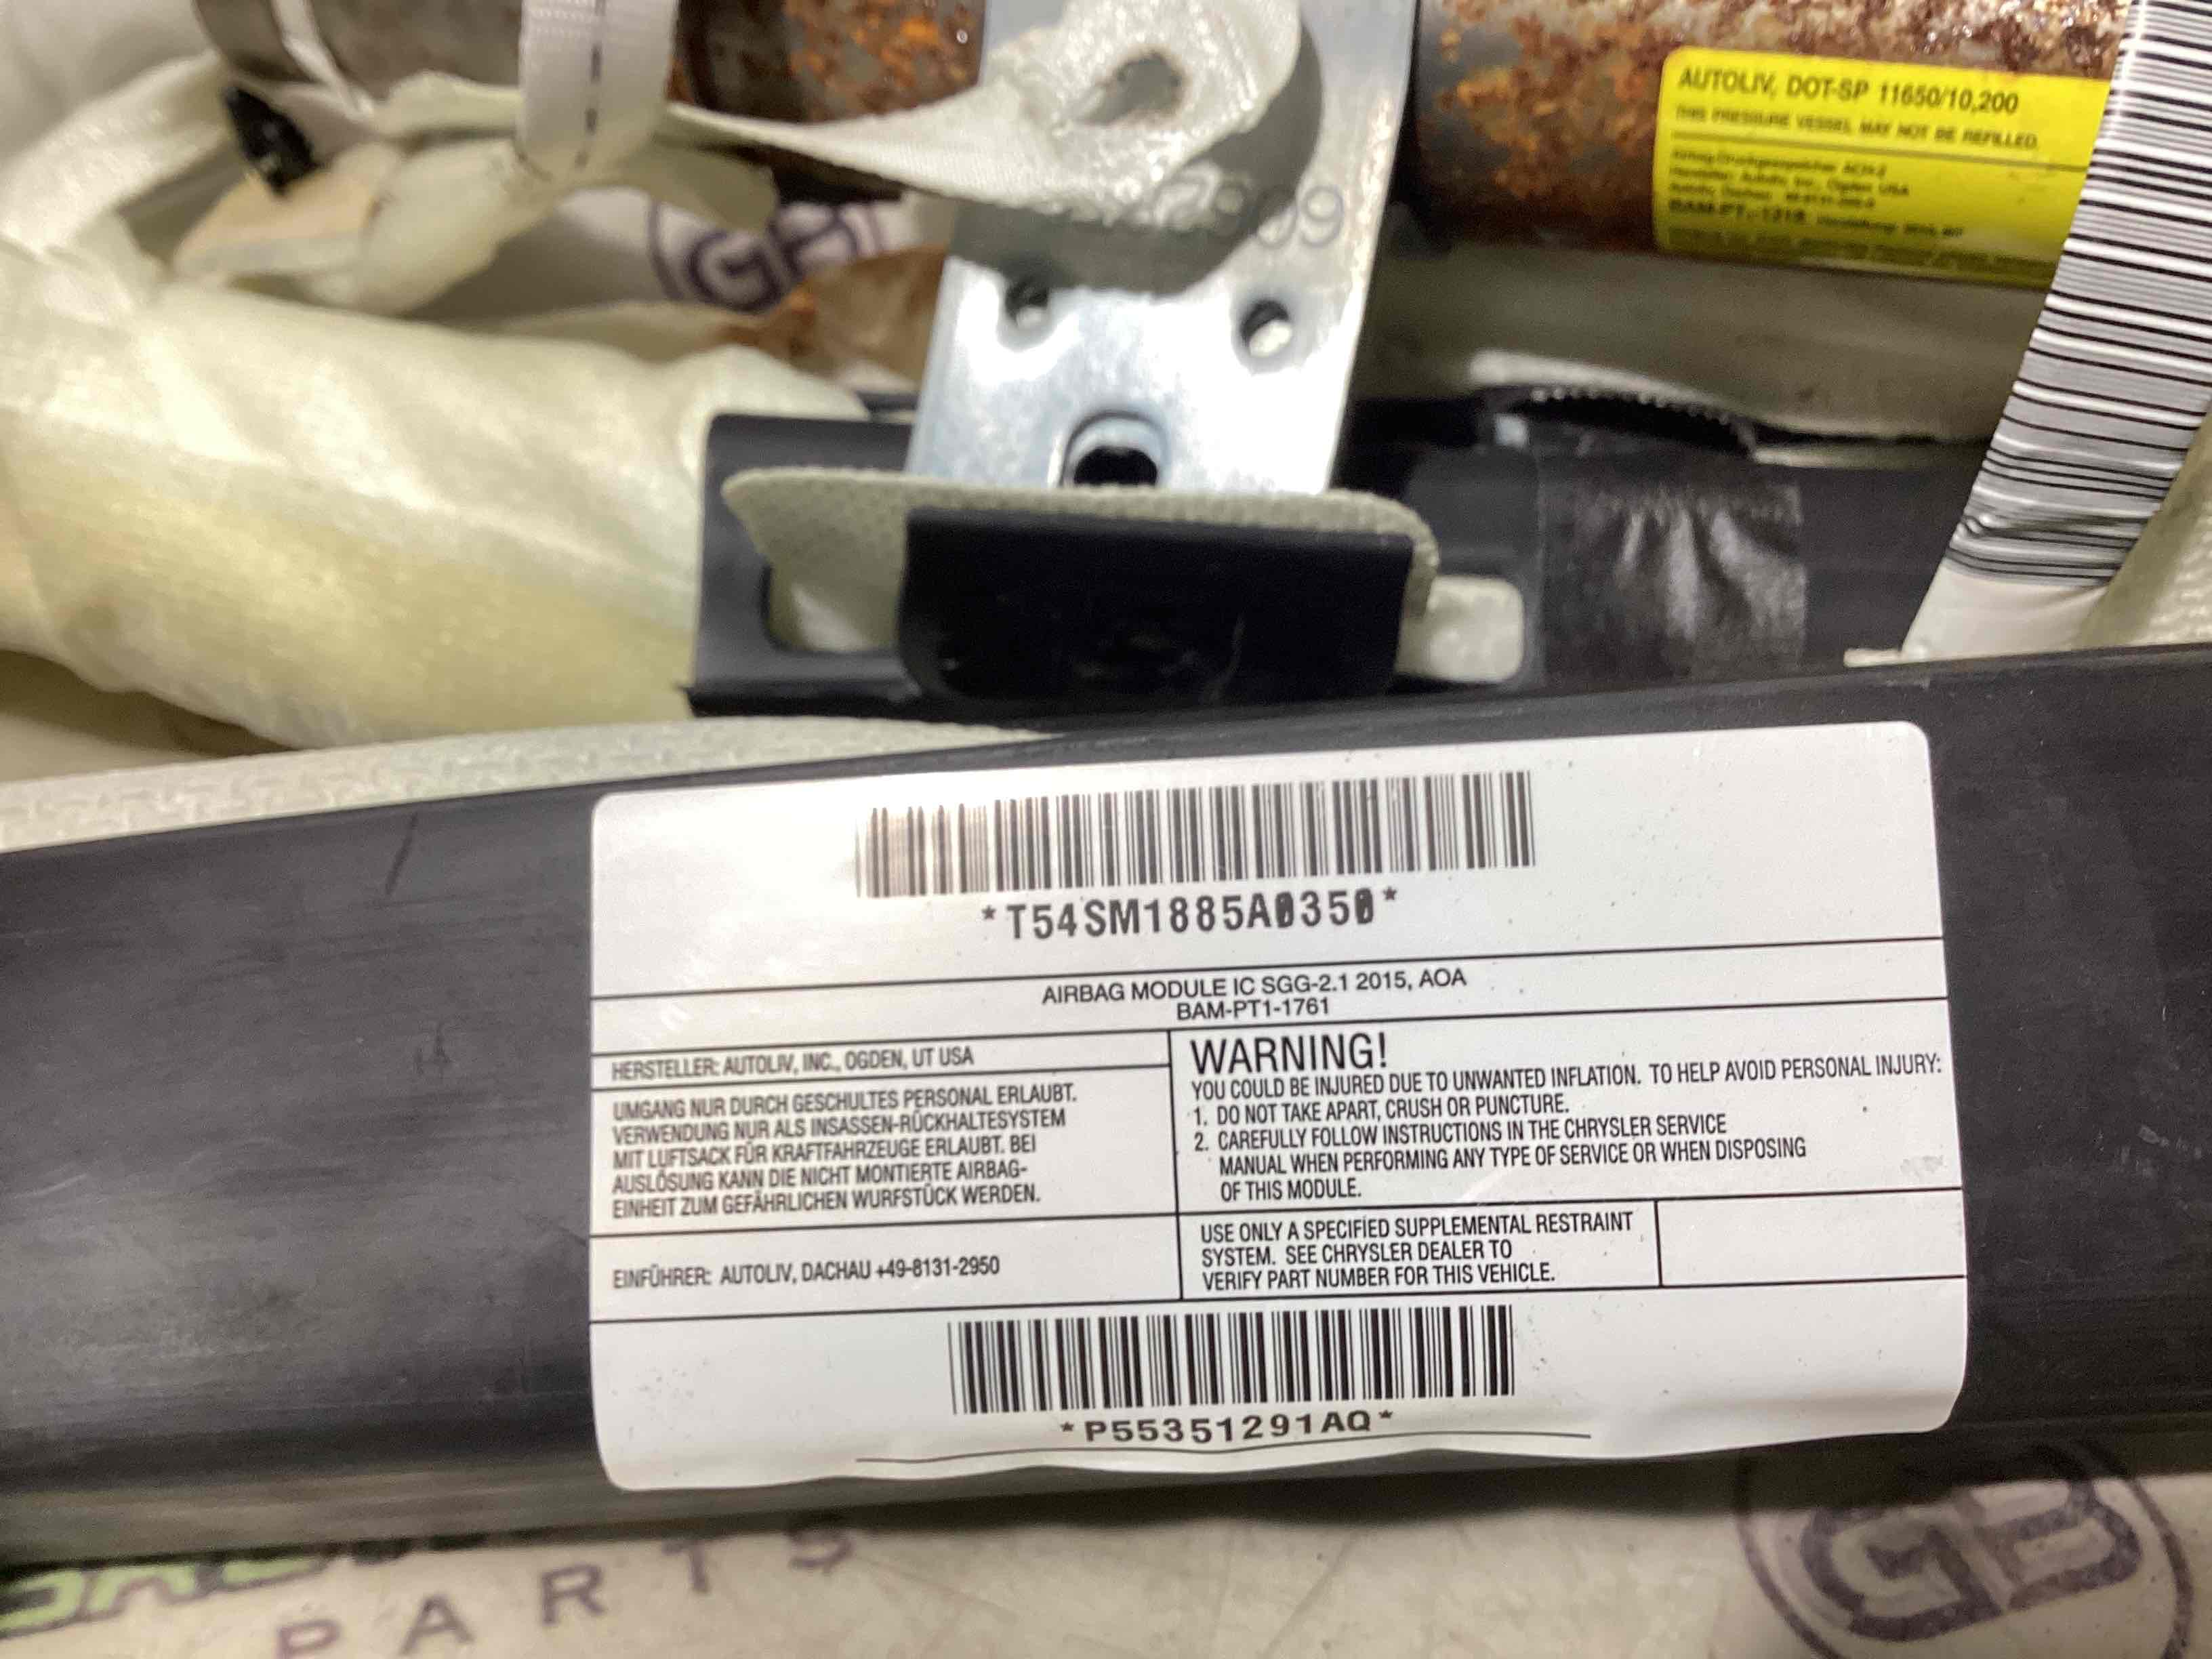 AUTOLIV, DOT-SP 11650/10,200
THIS PRESSURE VESSEL MAY NOT BE REFILLED.
*T54SM1885A0350*
AIRBAG MODULE IC SGG-2.1 2015, AOA
BAM-PT1-1761
HERSTELLER: AUTOLIV, INC., OGDEN, UT USA
UMGANG NUR DURCH GESCHULTES PERSONAL ERLAUBT.
VERWENDUNG NUR ALS INSASSEN-RÜCKHALTESYSTEM
MIT LUFTSACK FÜR KRAFTFAHRZEUGE ERLAUBT. BEI
AUSLÖSUNG KANN DIE NICHT MONTIERTE AIRBAG-
EINHEIT ZUM GEFÄHRLICHEN WURFSTÜCK WERDEN.
EINFÜHRER: AUTOLIV, DACHAU +49-8131-2950
WARNING!
YOU COULD BE INJURED DUE TO UNWANTED INFLATION. TO HELP AVOID PERSONAL INJURY:
1. DO NOT TAKE APART, CRUSH OR PUNCTURE.
2. CAREFULLY FOLLOW INSTRUCTIONS IN THE CHRYSLER SERVICE
MANUAL WHEN PERFORMING ANY TYPE OF SERVICE OR WHEN DISPOSING
OF THIS MODULE.
USE ONLY A SPECIFIED SUPPLEMENTAL RESTRAINT
SYSTEM. SEE CHRYSLER DEALER TO
VERIFY PART NUMBER FOR THIS VEHICLE.
*P55351291AQ*
PARTS
GB